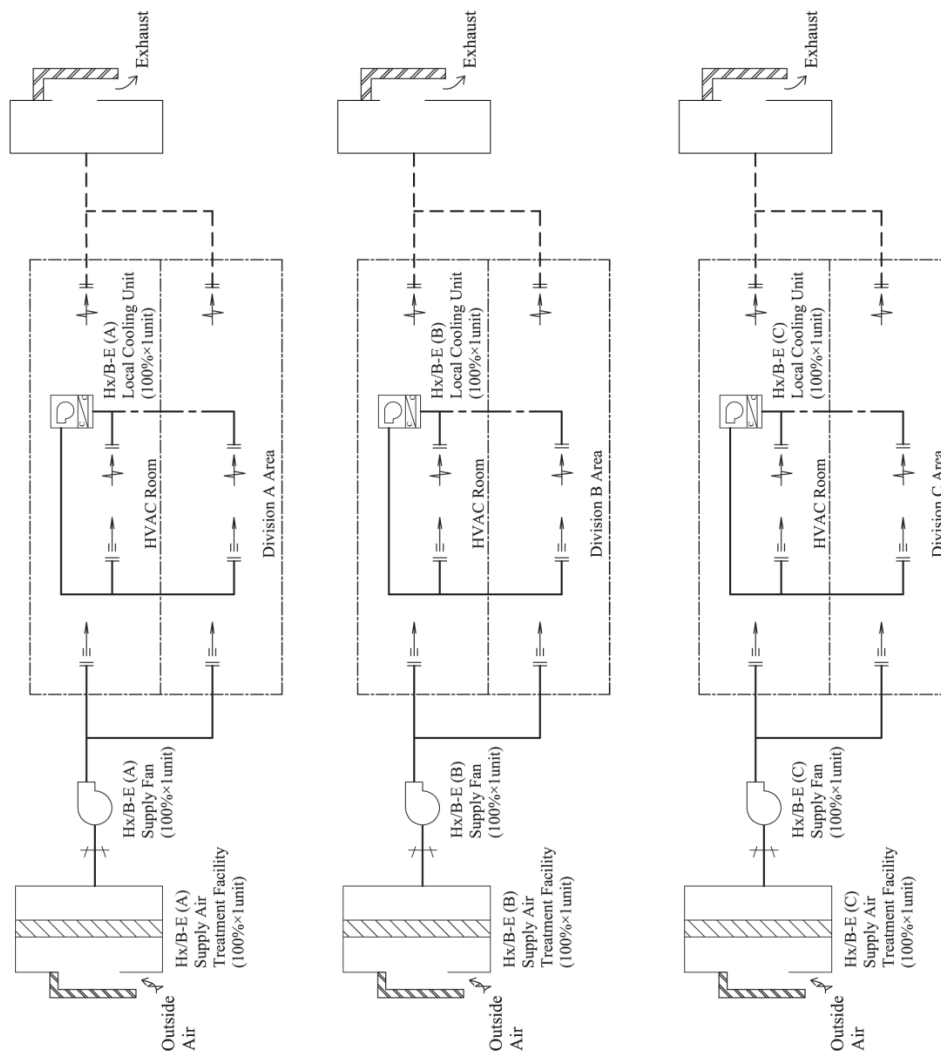 Outside
Air
Hx/B-E (A)
Supply Air
Treatment Facility
(100%×1unit)
Hx/B-E (A)
Supply Fan
(100%×1unit)
HVAC Room
Division A Area
Hx/B-E (A)
Local Cooling Unit
(100%×1unit)
C
C
Exhaust
Outside
Air
Hx/B-E (B)
Supply Air
Treatment Facility
(100%×1unit)
Hx/B-E (B)
Supply Fan
(100%×1unit)
HVAC Room
Division B Area
Hx/B-E (B)
Local Cooling Unit
(100%×1unit)
C
C
Exhaust
Outside
Air
Hx/B-E (C)
Supply Air
Treatment Facility
(100%×1unit)
Hx/B-E (C)
Supply Fan
(100%×1unit)
HVAC Room
Division C Area
Hx/B-E (C)
Local Cooling Unit
(100%×1unit)
C
C
Exhaust